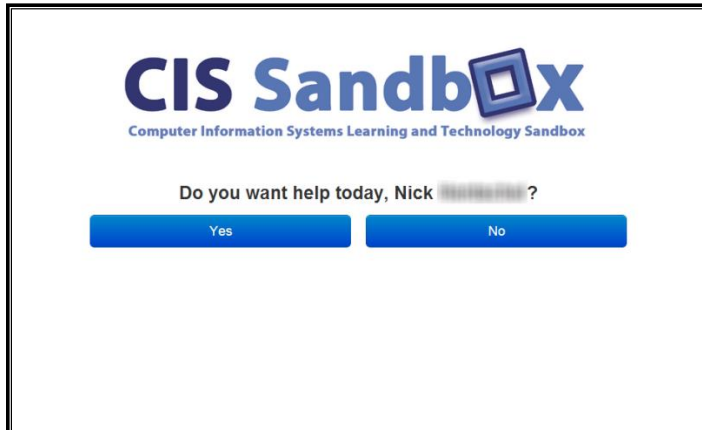 CIS Sandbox
Computer Information Systems Learning and Technology Sandbox
Do you want help today, Nick ?
Yes No